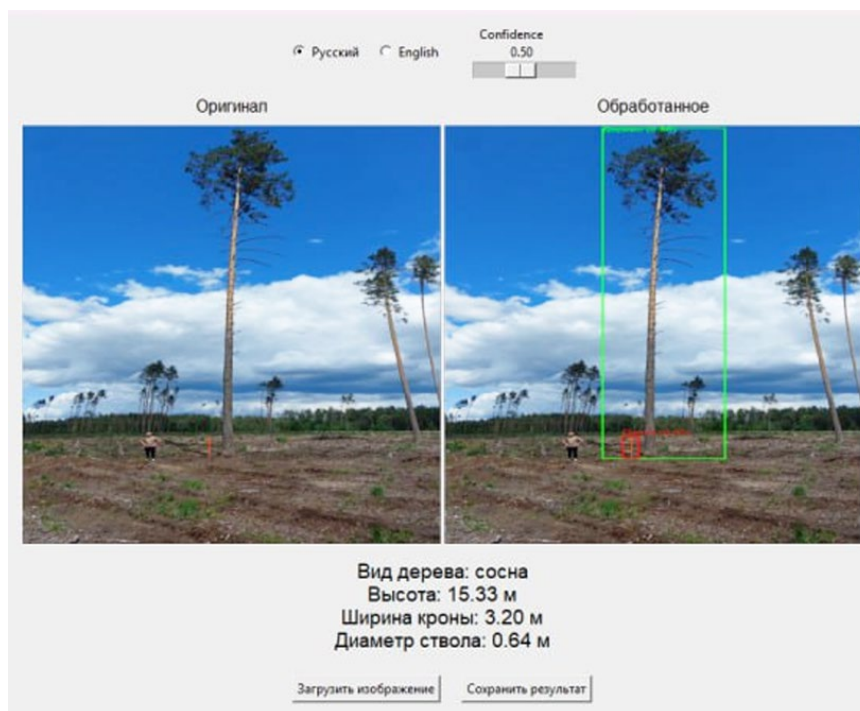 Confidence
Русский English 0.50
Оригинал Обработанное
Вид дерева: сосна
Высота: 15.33 м
Ширина кроны: 3.20 м
Диаметр ствола: 0.64 м
Загрузить изображение Сохранить результат